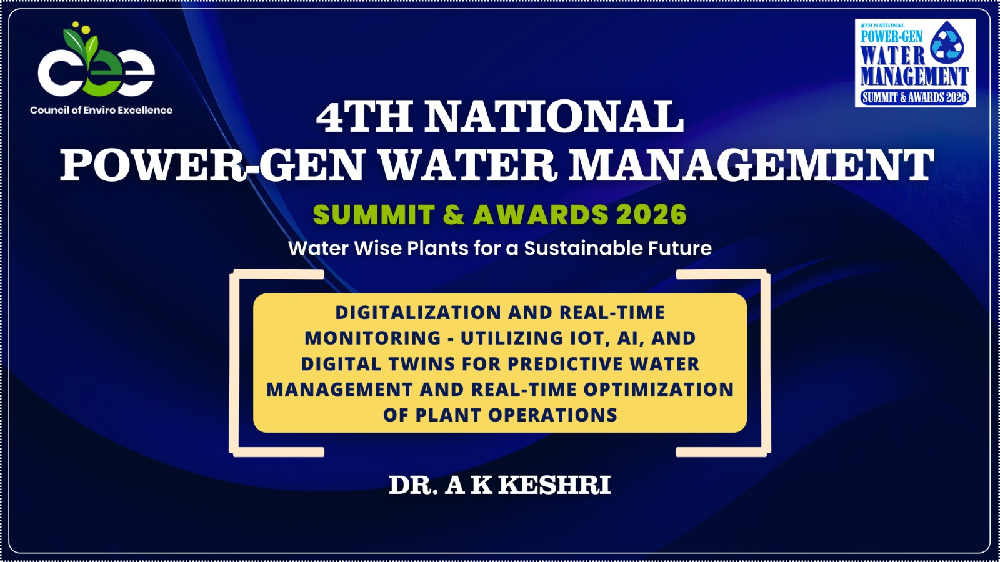 cee
Council of Enviro Excellence
4TH NATIONAL
POWER-GEN
WATER
MANAGEMENT
SUMMIT & AWARDS 2026
4TH NATIONAL
POWER-GEN WATER MANAGEMENT
SUMMIT & AWARDS 2026
Water Wise Plants for a Sustainable Future
DIGITALIZATION AND REAL-TIME
MONITORING - UTILIZING IOT, AI, AND
DIGITAL TWINS FOR PREDICTIVE WATER
MANAGEMENT AND REAL-TIME OPTIMIZATION
OF PLANT OPERATIONS
DR. A K KESHRI